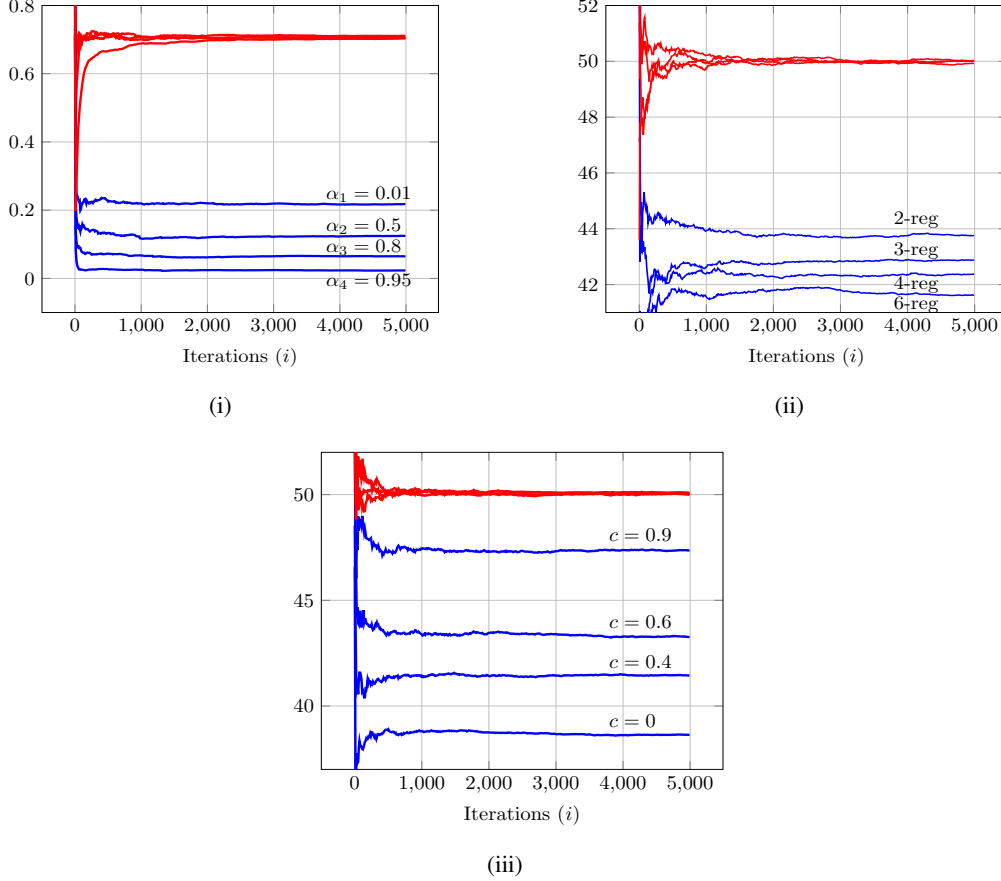 0.8
0.6
0.4
0.2
0
α₁ = 0.01
α₂ = 0.5
α₃ = 0.8
α₄ = 0.95
0 1,000 2,000 3,000 4,000 5,000
Iterations (i)
(i)
52
50
48
46
44
42
2-reg
3-reg
4-reg
6-reg
0 1,000 2,000 3,000 4,000 5,000
Iterations (i)
(ii)
50
45
40
c = 0.9
c = 0.6
c = 0.4
c = 0
0 1,000 2,000 3,000 4,000 5,000
Iterations (i)
(iii)